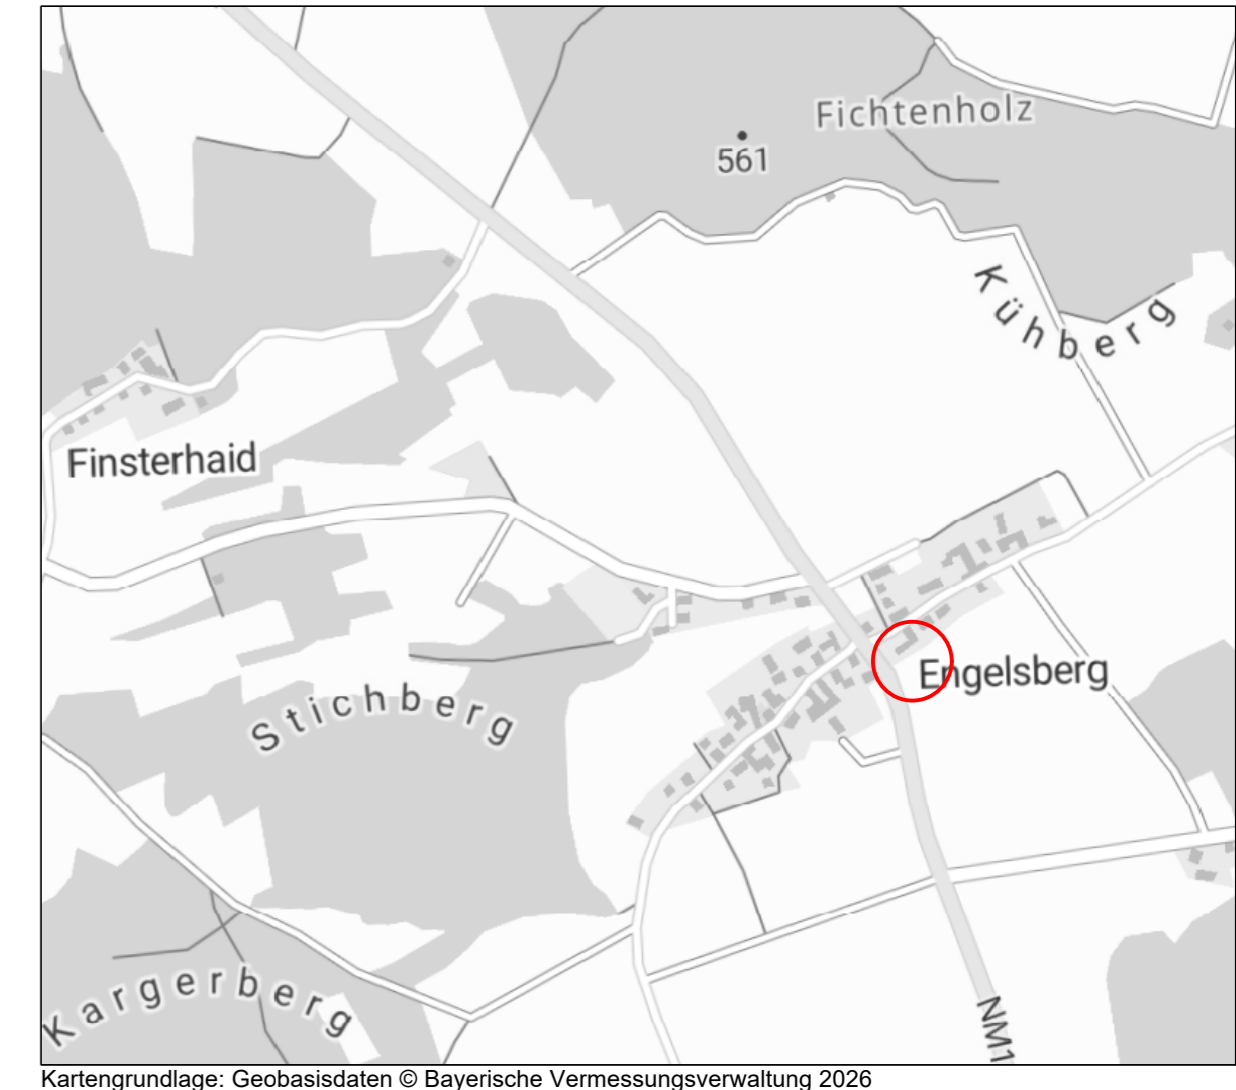 Fichtenholz
561
Kühberg
Finsterhaid
Engelsberg
Stichberg
Kargerberg
NM1
Kartengrundlage: Geobasisdaten © Bayerische Vermessungsverwaltung 2026